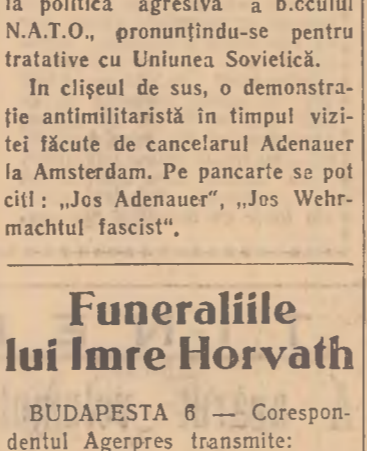 la politica agresivă a b.ccului
N.A.T.O., pronunțîndu-se pentru
tratative cu Uniunea Sovietică.
In clișeul de sus, o demonstra-
ție antimilitaristă în timpul vizi-
tei făcute de cancelarul Adenauer
la Amsterdam. Pe pancarte se pot
citi: „Jos Adenauer", „Jos Wehr-
machtul fascist".
Funeraliile
lui Imre Horvath
BUDAPESTA 6 — Corespon-
dentul Agerpres transmite: